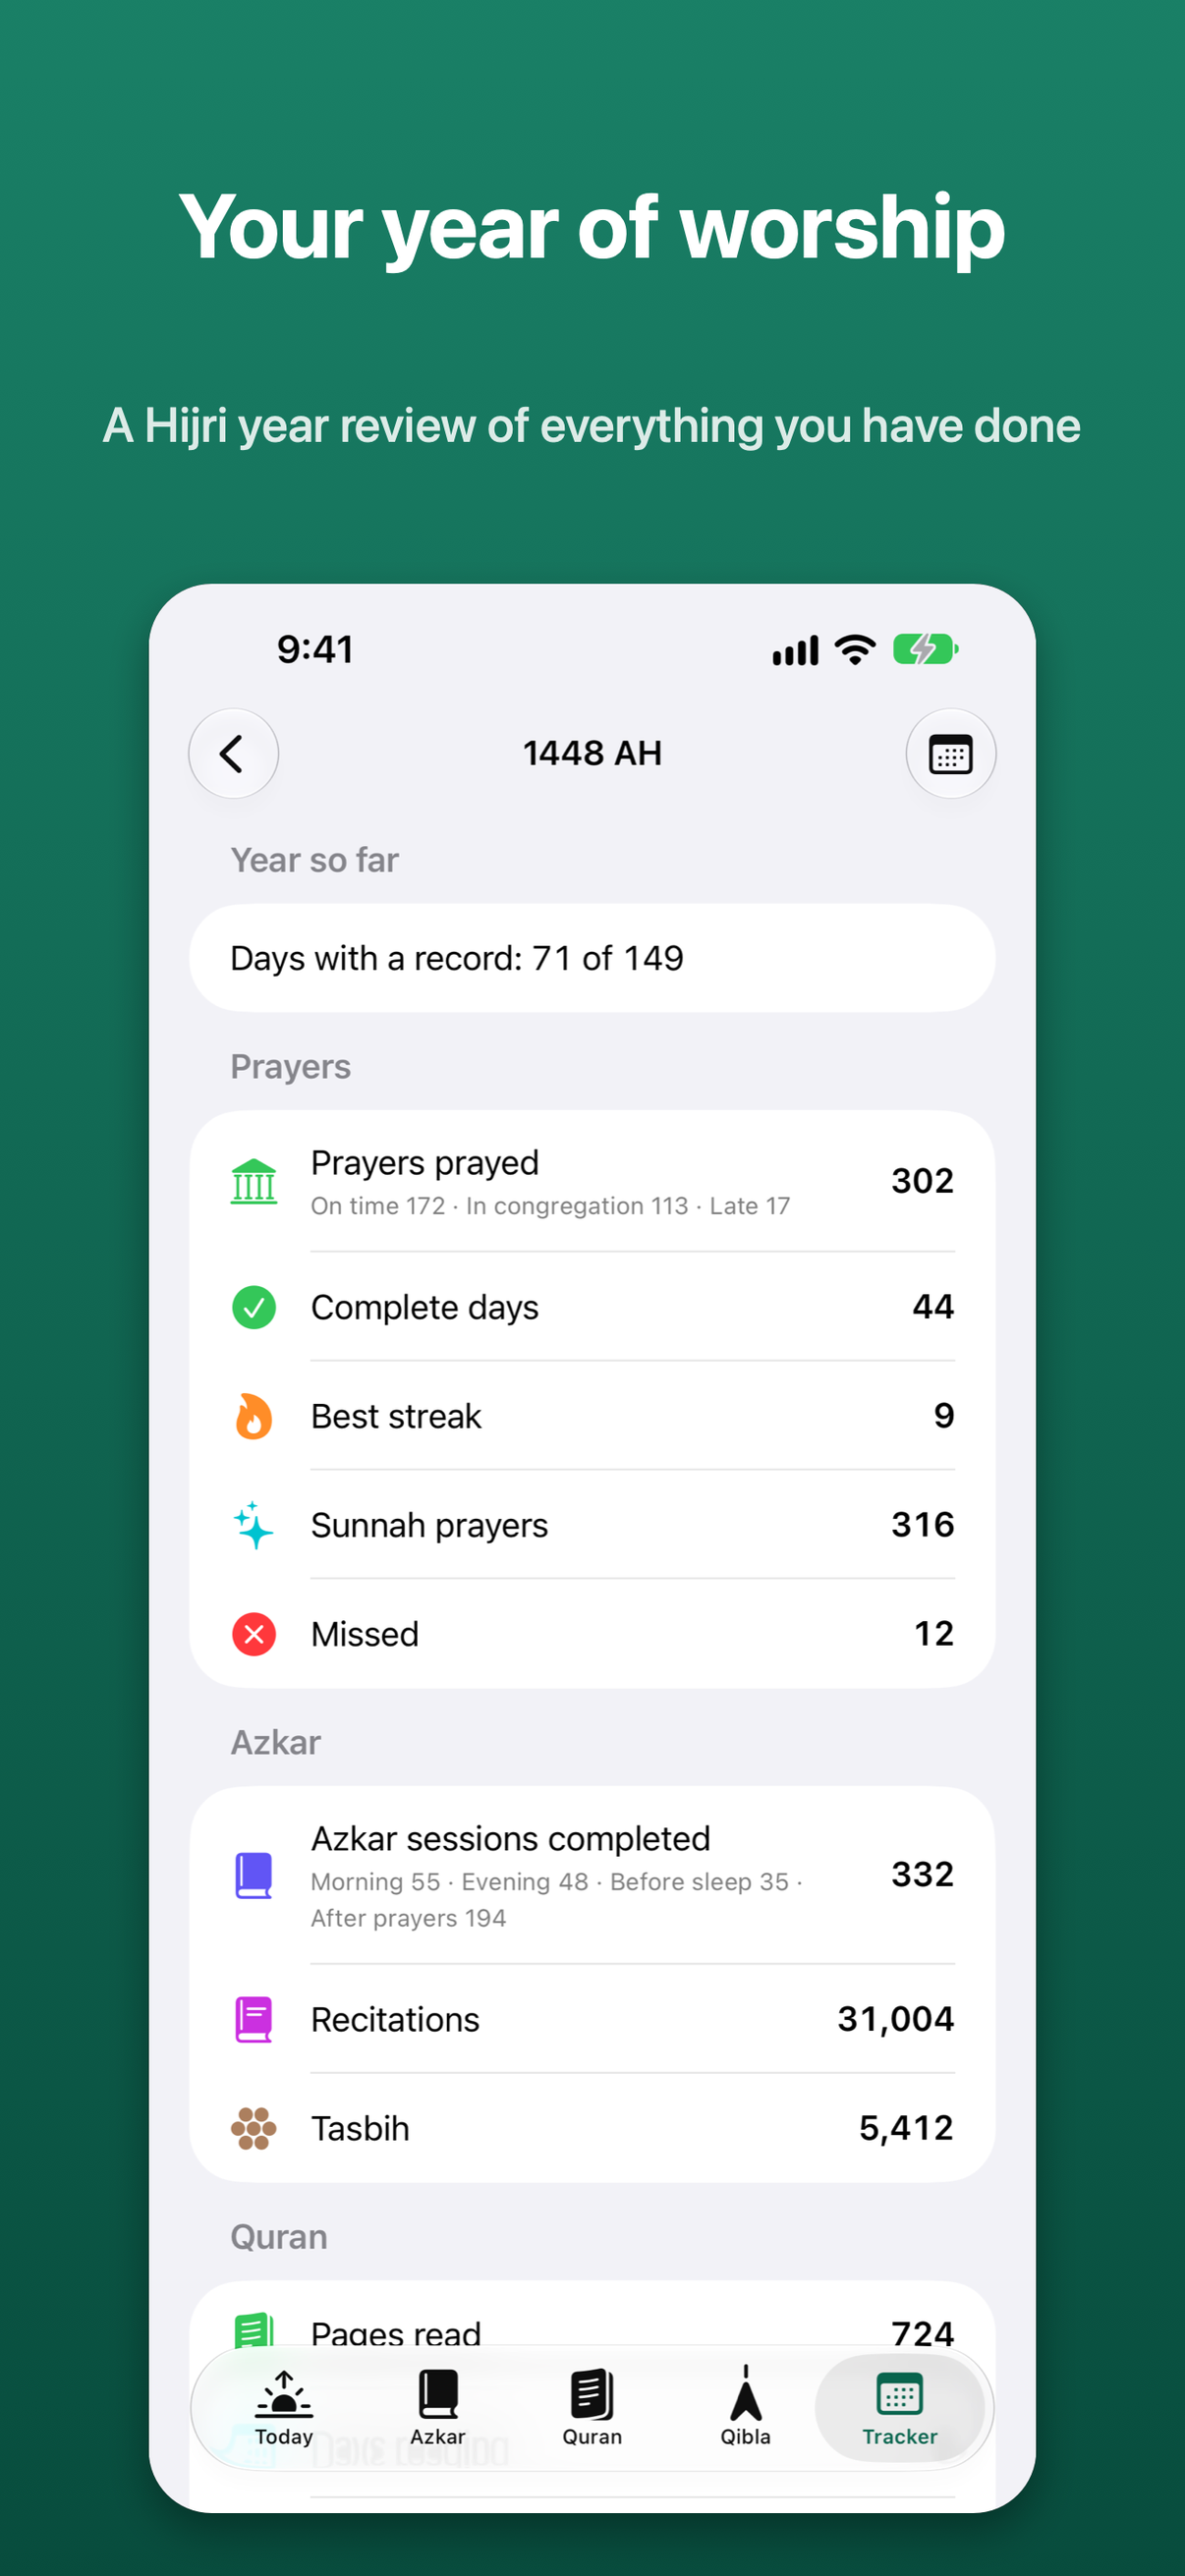 Your year of worship
A Hijri year review of everything you have done
9:41
1448 AH
Year so far
Days with a record: 71 of 149
Prayers
Prayers prayed
302
On time 172 · In congregation 113 · Late 17
Complete days
44
Best streak
9
Sunnah prayers
316
Missed
12
Azkar
Azkar sessions completed
332
Morning 55 · Evening 48 · Before sleep 35 ·
After prayers 194
Recitations
31,004
Tasbih
5,412
Quran
Pages read
724
Today
Azkar
Quran
Qibla
Tracker